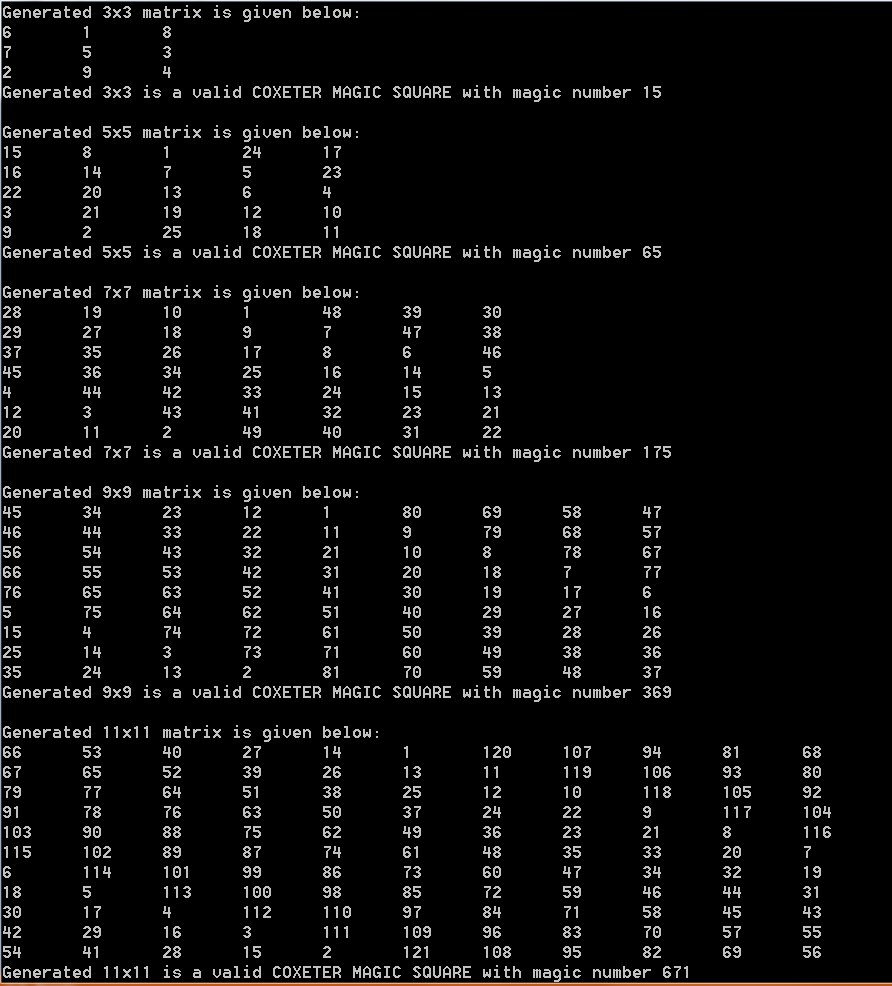 Generated 3x3 matrix is given below:
6 1 8
7 5 3
2 9 4
Generated 3x3 is a valid COXETER MAGIC SQUARE with magic number 15
Generated 5x5 matrix is given below:
15 8 1 24 17
16 14 7 5 23
22 20 13 6 4
3 21 19 12 10
9 2 25 18 11
Generated 5x5 is a valid COXETER MAGIC SQUARE with magic number 65
Generated 7x7 matrix is given below:
28 19 10 1 48 39 30
29 27 18 9 7 47 38
37 35 26 17 8 6 46
45 36 34 25 16 14 5
4 44 42 33 24 15 13
12 3 43 41 32 23 21
20 11 2 49 40 31 22
Generated 7x7 is a valid COXETER MAGIC SQUARE with magic number 175
Generated 9x9 matrix is given below:
45 34 23 12 1 80 69 58 47
46 44 33 22 11 9 79 68 57
56 54 43 32 21 10 8 78 67
66 55 53 42 31 20 18 7 77
76 65 63 52 41 30 19 17 6
5 75 64 62 51 40 29 27 16
15 4 74 72 61 50 39 28 26
25 14 3 73 71 60 49 38 36
35 24 13 2 81 70 59 48 37
Generated 9x9 is a valid COXETER MAGIC SQUARE with magic number 369
Generated 11x11 matrix is given below:
66 53 40 27 14 1 120 107 94 81 68
67 65 52 39 26 13 11 119 106 93 80
79 77 64 51 38 25 12 10 118 105 92
91 78 76 63 50 37 24 22 9 117 104
103 90 88 75 62 49 36 23 21 8 116
115 102 89 87 74 61 48 35 33 20 7
6 114 101 99 86 73 60 47 34 32 19
18 5 113 100 98 85 72 59 46 44 31
30 17 4 112 110 97 84 71 58 45 43
42 29 16 3 111 109 96 83 70 57 55
54 41 28 15 2 121 108 95 82 69 56
Generated 11x11 is a valid COXETER MAGIC SQUARE with magic number 671